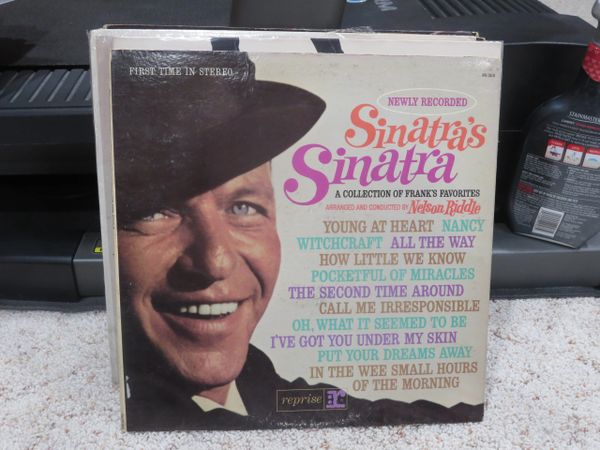 FIRST TIME IN STEREO
NEWLY RECORDED
Sinatra's
Sinatra
A COLLECTION OF FRANK'S FAVORITES
ARRANGED AND CONDUCTED BY Nelson Riddle
YOUNG AT HEART NANCY
WITCHCRAFT ALL THE WAY
HOW LITTLE WE KNOW
POCKETFUL OF MIRACLES
THE SECOND TIME AROUND
CALL ME IRRESPONSIBLE
OH, WHAT IT SEEMED TO BE
I'VE GOT YOU UNDER MY SKIN
PUT YOUR DREAMS AWAY
IN THE WEE SMALL HOURS
OF THE MORNING
reprise
STAINMASTER